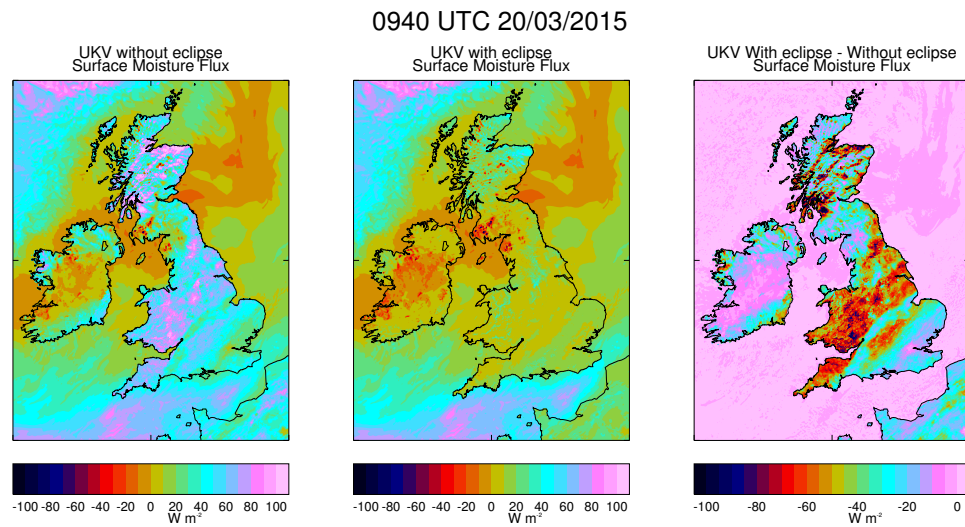 0940 UTC 20/03/2015
UKV without eclipse
Surface Moisture Flux
UKV with eclipse
Surface Moisture Flux
UKV With eclipse - Without eclipse
Surface Moisture Flux
-100 -80 -60 -40 -20 0 20 40 60 80 100
W m⁻²
-100 -80 -60 -40 -20 0 20 40 60 80 100
W m⁻²
-100 -80 -60 -40 -20 0
W m⁻²